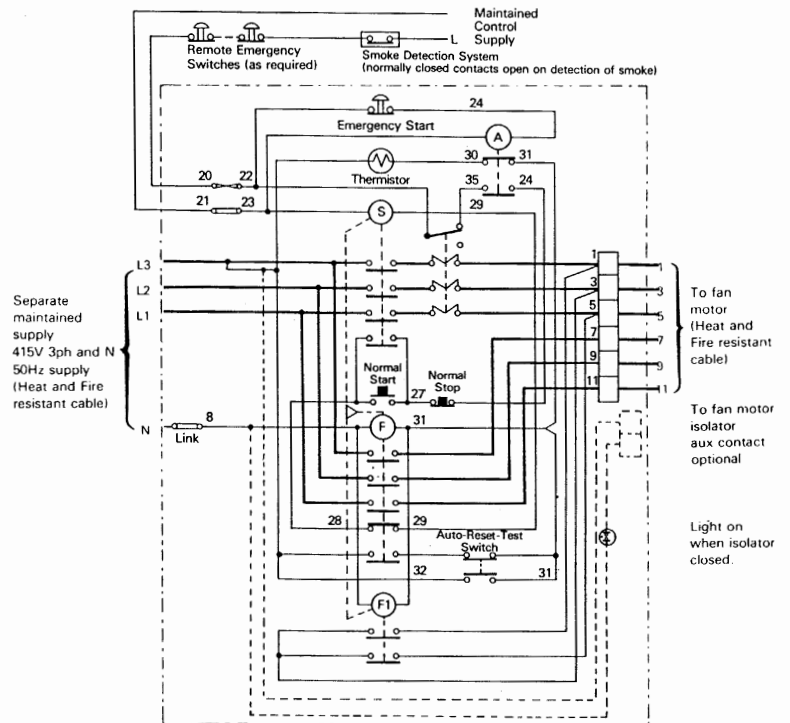 Maintained
Control
L Supply
Remote Emergency
Switches (as required)
Smoke Detection System
(normally closed contacts open on detection of smoke)
24
Emergency Start
A
30 31
Thermistor
20 22
35 24
21 23
S
29
L3
1 1
L2
3 3
L1
5 5
7 7
9 9
11 11
Separate
maintained
supply
415V 3ph and N
50Hz supply
(Heat and Fire
resistant cable)
To fan
motor
(Heat and
Fire resistant
cable)
Normal
Start
27
Normal
Stop
N
8
Link
F
31
To fan motor
isolator
aux contact
optional
28 29
Auto-Reset-Test
Switch
32 31
Light on
when isolator
closed.
F1